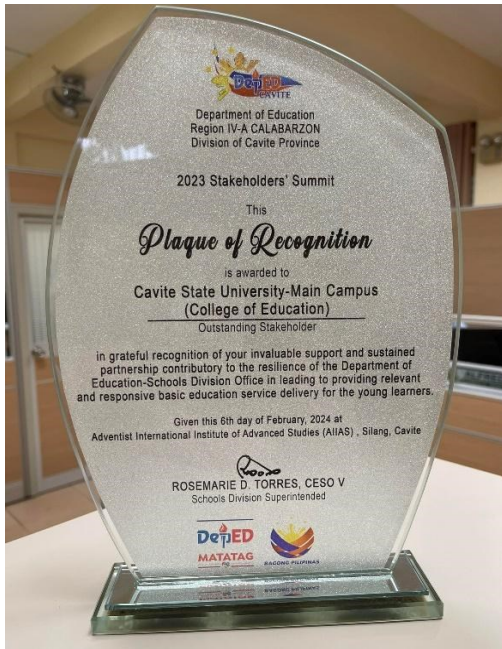 DepED
CAVITE
Department of Education
Region IV-A CALABARZON
Division of Cavite Province
2023 Stakeholders' Summit
This
Plaque of Recognition
is awarded to
Cavite State University-Main Campus
(College of Education)
Outstanding Stakeholder
in grateful recognition of your invaluable support and sustained
partnership contributory to the resilience of the Department of
Education-Schools Division Office in leading to providing relevant
and responsive basic education service delivery for the young learners.
Given this 6th day of February, 2024 at
Adventist International Institute of Advanced Studies (AIIAS) , Silang, Cavite
ROSEMARIE D. TORRES, CESO V
Schools Division Superintended
DepED
MATATAG
BAGONG PILIPINAS